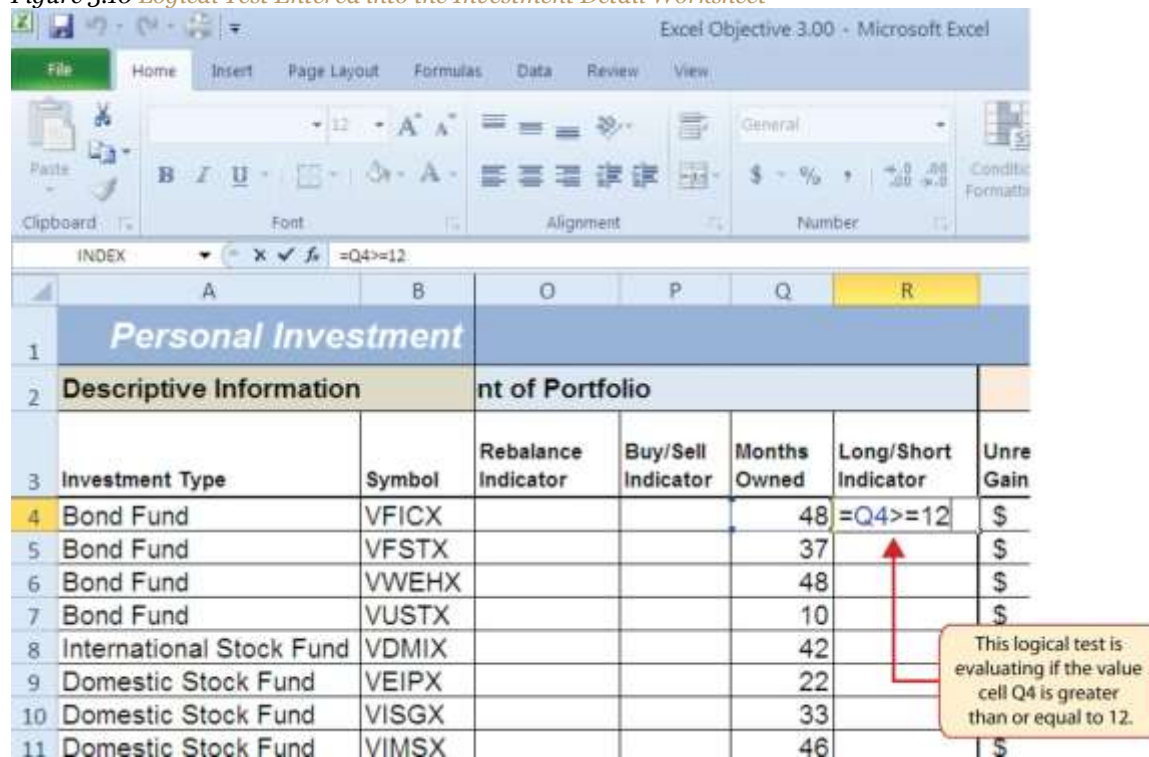 Figure 3.16 Logical Test Entered into the Investment Detail Worksheet
Excel Objective 3.00 - Microsoft Excel
File Home Insert Page Layout Formulas Data Review View
12 A A General
Paste B I U A $ % ,
Clipboard Font Alignment Number
INDEX fx =Q4>=12
A B O P Q R
1 Personal Investment
2 Descriptive Information nt of Portfolio
3 Investment Type Symbol Rebalance Indicator Buy/Sell Indicator Months Owned Long/Short Indicator Unre Gain
4 Bond Fund VFICX 48 =Q4>=12 $
5 Bond Fund VFSTX 37 $
6 Bond Fund VWEHX 48 $
7 Bond Fund VUSTX 10 $
8 International Stock Fund VDMIX 42
9 Domestic Stock Fund VEIPX 22
10 Domestic Stock Fund VISGX 33
11 Domestic Stock Fund VIMSX 46 $
This logical test is
evaluating if the value
cell Q4 is greater
than or equal to 12.